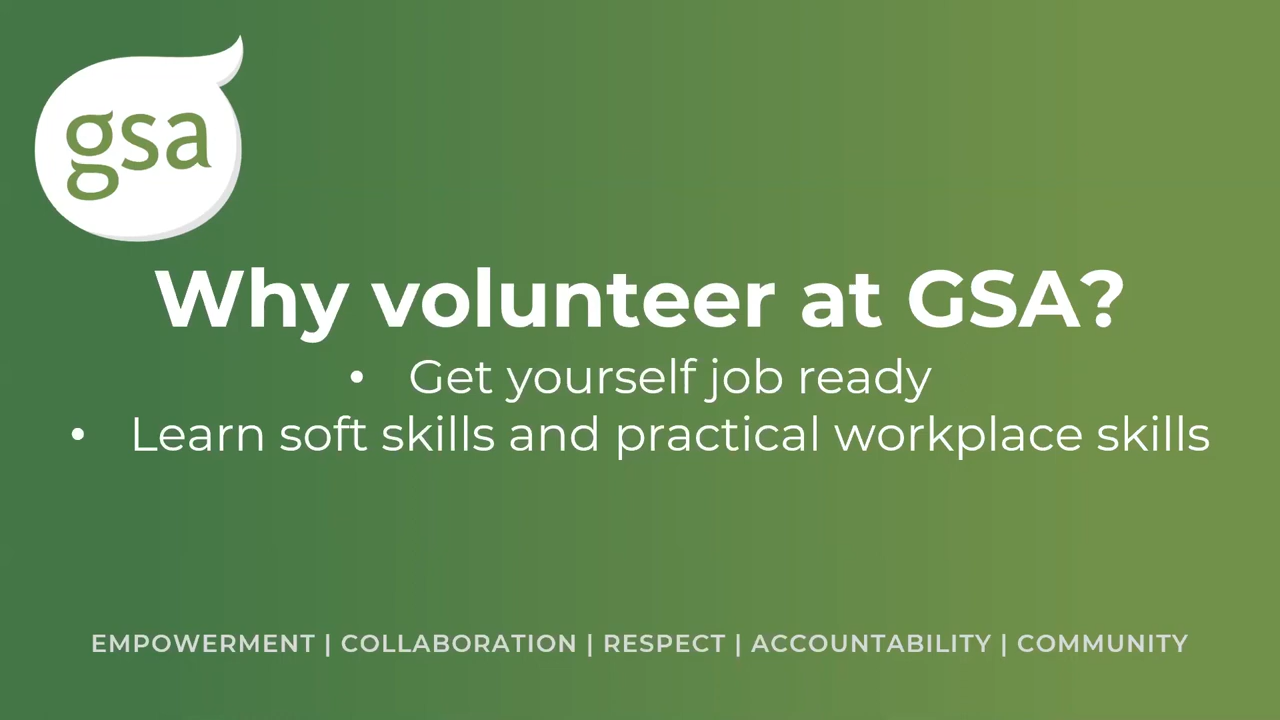 gsa
Why volunteer at GSA?
• Get yourself job ready
• Learn soft skills and practical workplace skills
EMPOWERMENT | COLLABORATION | RESPECT | ACCOUNTABILITY | COMMUNITY